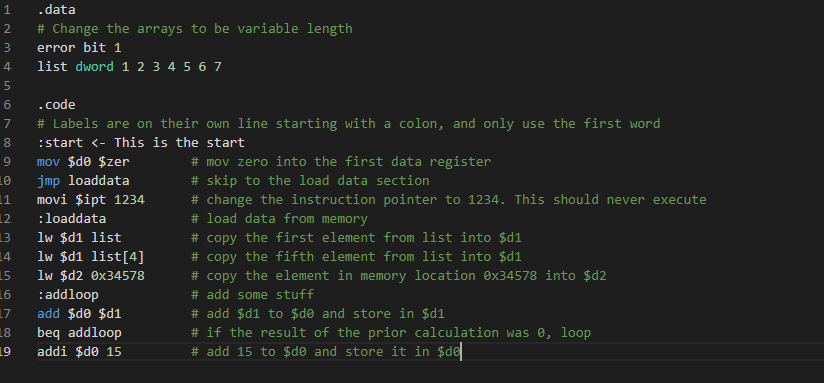 1 .data
2 # Change the arrays to be variable length
3 error bit 1
4 list dword 1 2 3 4 5 6 7
5
6 .code
7 # Labels are on their own line starting with a colon, and only use the first word
8 :start <- This is the start
9 mov $d0 $zer # mov zero into the first data register
10 jmp loaddata # skip to the load data section
11 movi $ipt 1234 # change the instruction pointer to 1234. This should never execute
12 :loaddata # load data from memory
13 lw $d1 list # copy the first element from list into $d1
14 lw $d1 list[4] # copy the fifth element from list into $d1
15 lw $d2 0x34578 # copy the element in memory location 0x34578 into $d2
16 :addloop # add some stuff
17 add $d0 $d1 # add $d1 to $d0 and store in $d1
18 beq addloop # if the result of the prior calculation was 0, loop
19 addi $d0 15 # add 15 to $d0 and store it in $d0